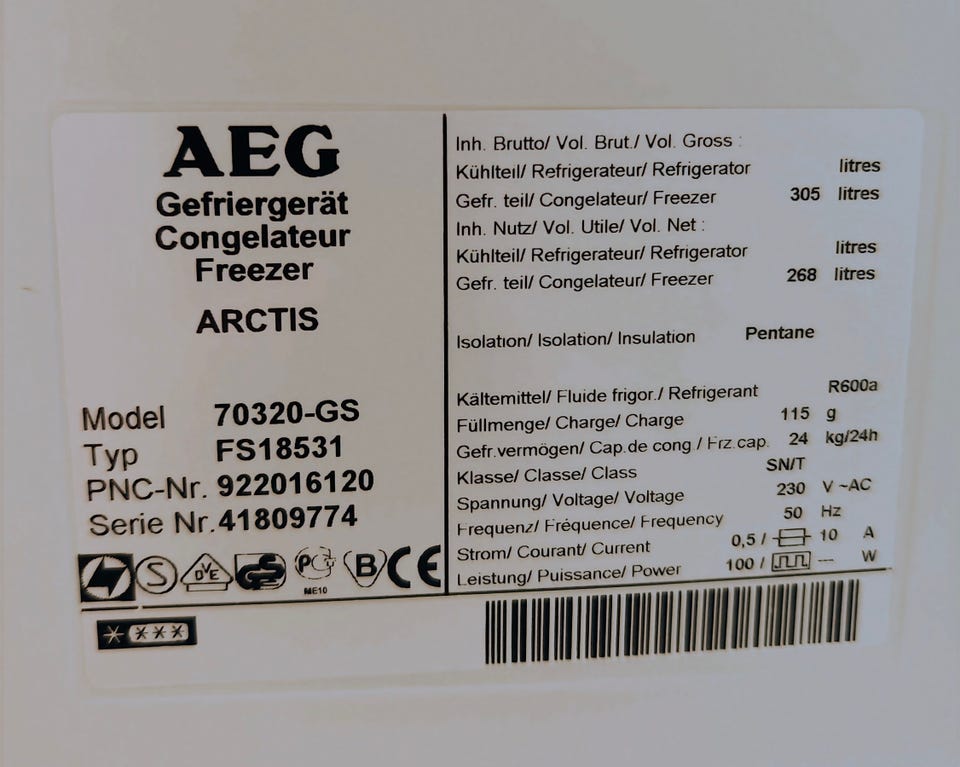 AEG
Gefriergerät
Congelateur
Freezer
ARCTIS
Model 70320-GS
Typ FS18531
PNC-Nr. 922016120
Serie Nr. 41809774
S DVE GS PG B CE
ME10
* ***
Inh. Brutto/ Vol. Brut./ Vol. Gross :
Kühlteil/ Refrigerateur/ Refrigerator litres
Gefr. teil/ Congelateur/ Freezer 305 litres
Inh. Nutz/ Vol. Utile/ Vol. Net :
Kühlteil/ Refrigerateur/ Refrigerator litres
Gefr. teil/ Congelateur/ Freezer 268 litres
Isolation/ Isolation/ Insulation Pentane
Kältemittel/ Fluide frigor./ Refrigerant R600a
Füllmenge/ Charge/ Charge 115 g
Gefr.vermögen/ Cap.de cong./ Frz.cap. 24 kg/24h
Klasse/ Classe/ Class SN/T
Spannung/ Voltage/ Voltage 230 V ~AC
Frequenz/ Fréquence/ Frequency 50 Hz
Strom/ Courant/ Current 0,5 / 10 A
Leistung/ Puissance/ Power 100 / --- W